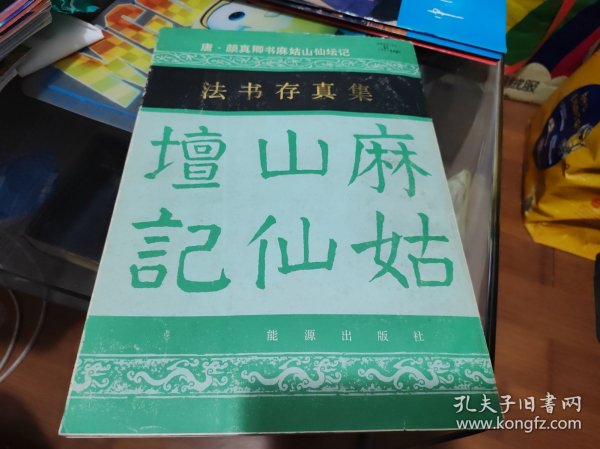 唐·颜真卿书麻姑山仙坛记
法书存真集
麻姑
山仙
壇記
能源出版社
孔夫子旧书网
www.kongfz.com